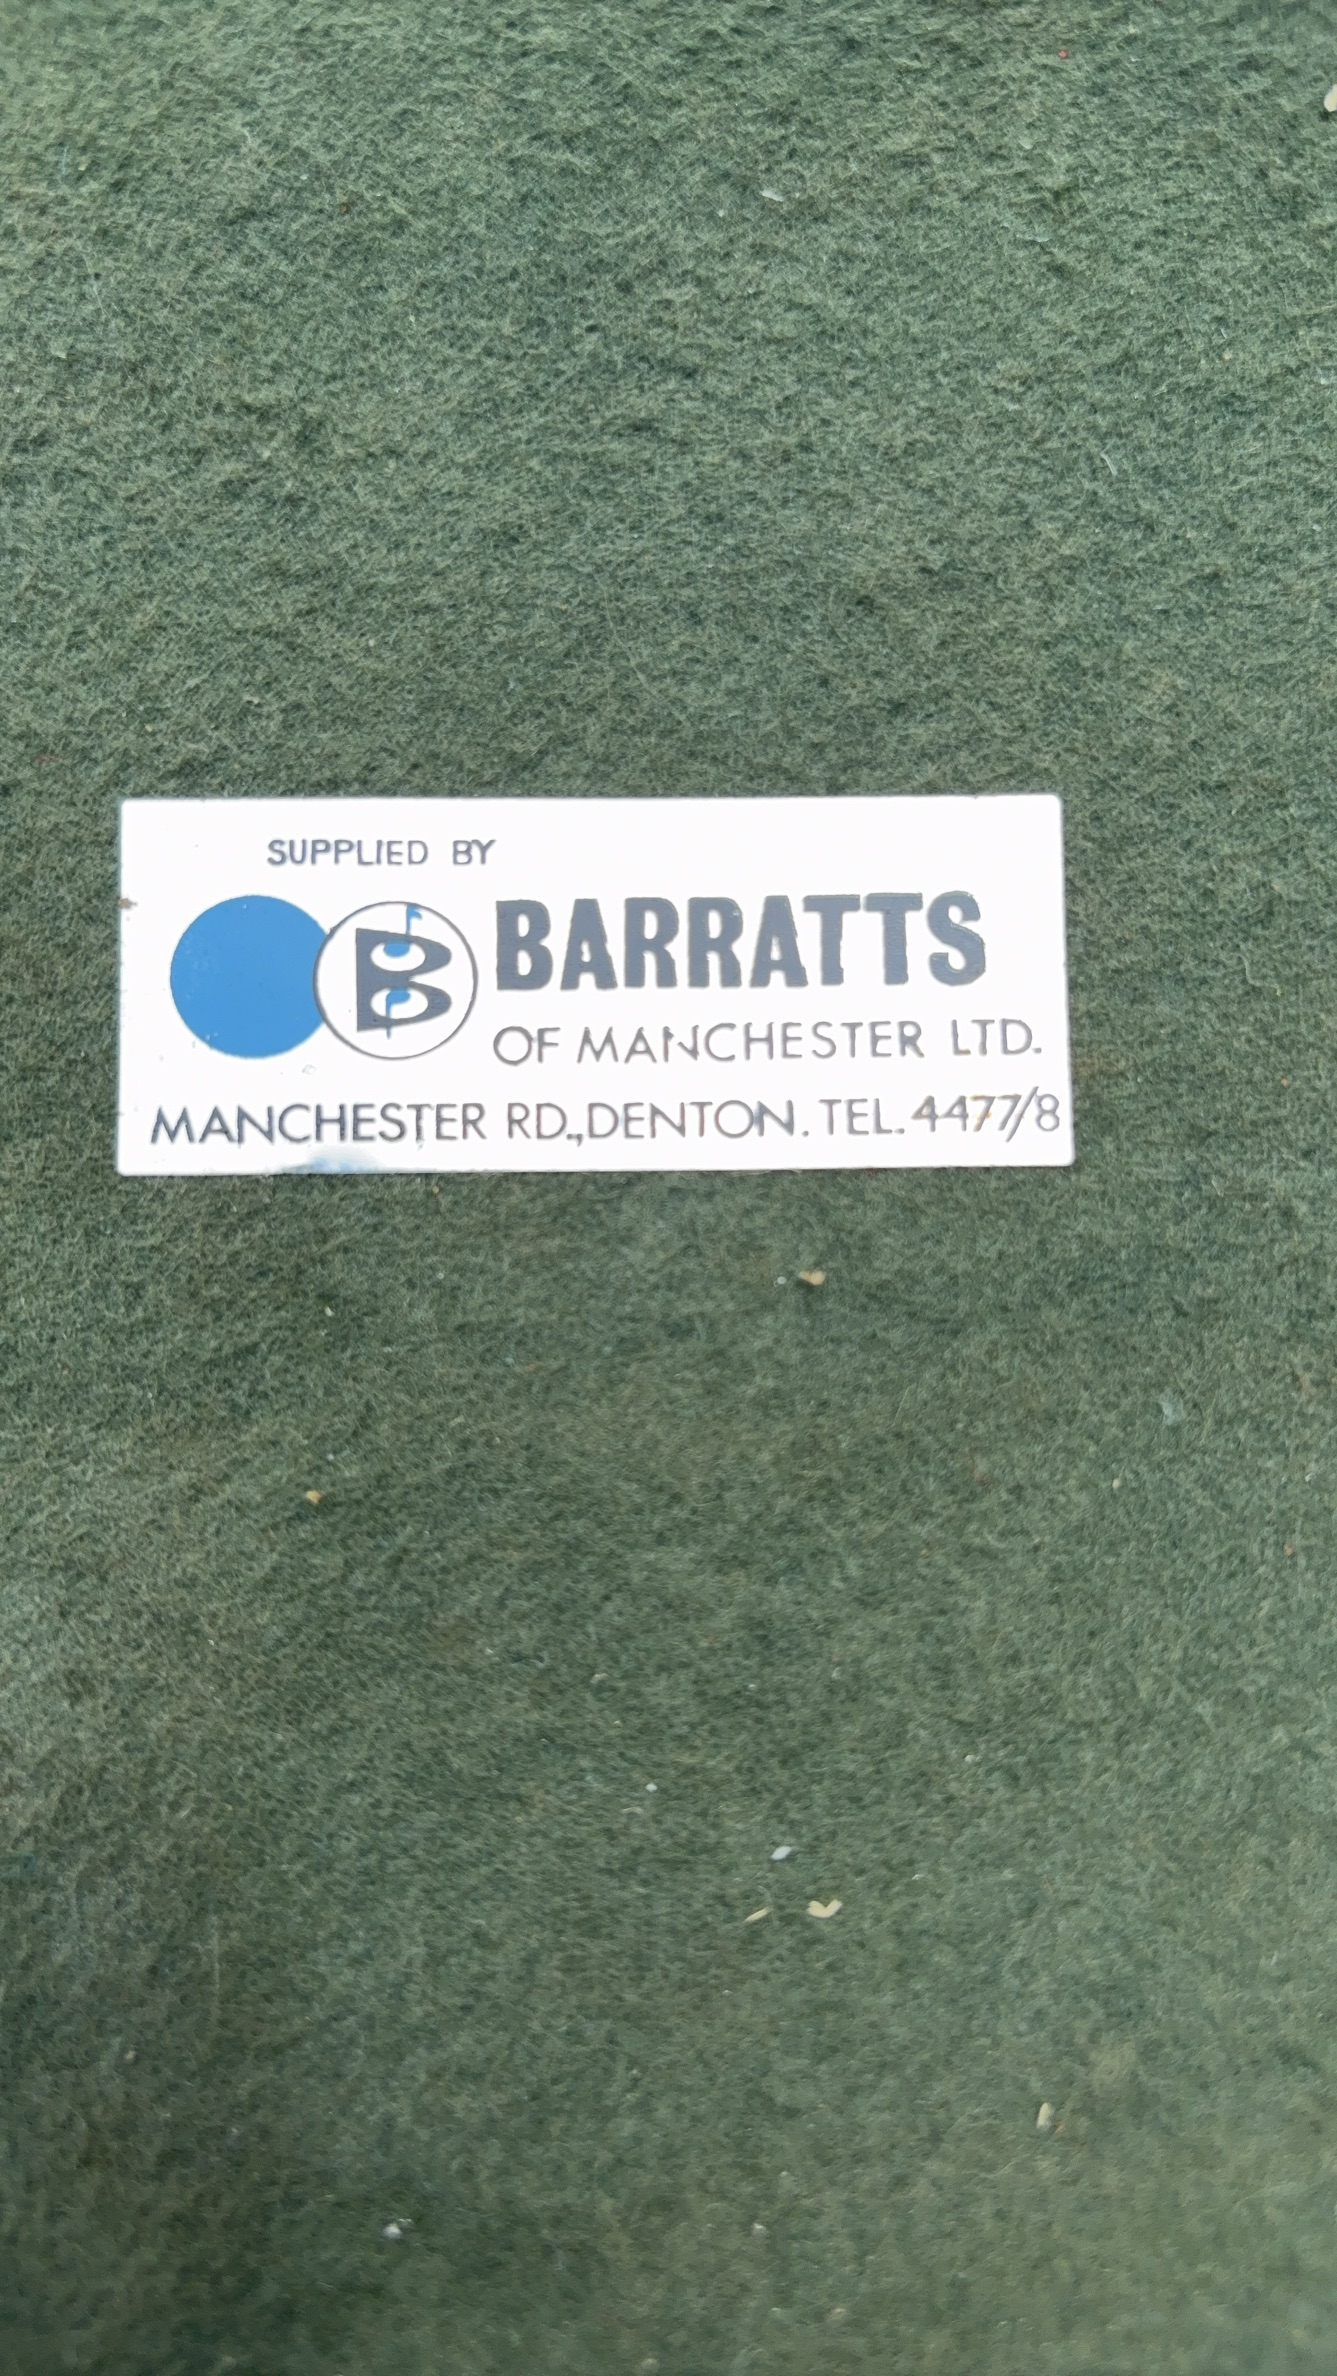 SUPPLIED BY
B BARRATTS
OF MANCHESTER LTD.
MANCHESTER RD., DENTON. TEL. 4477/8